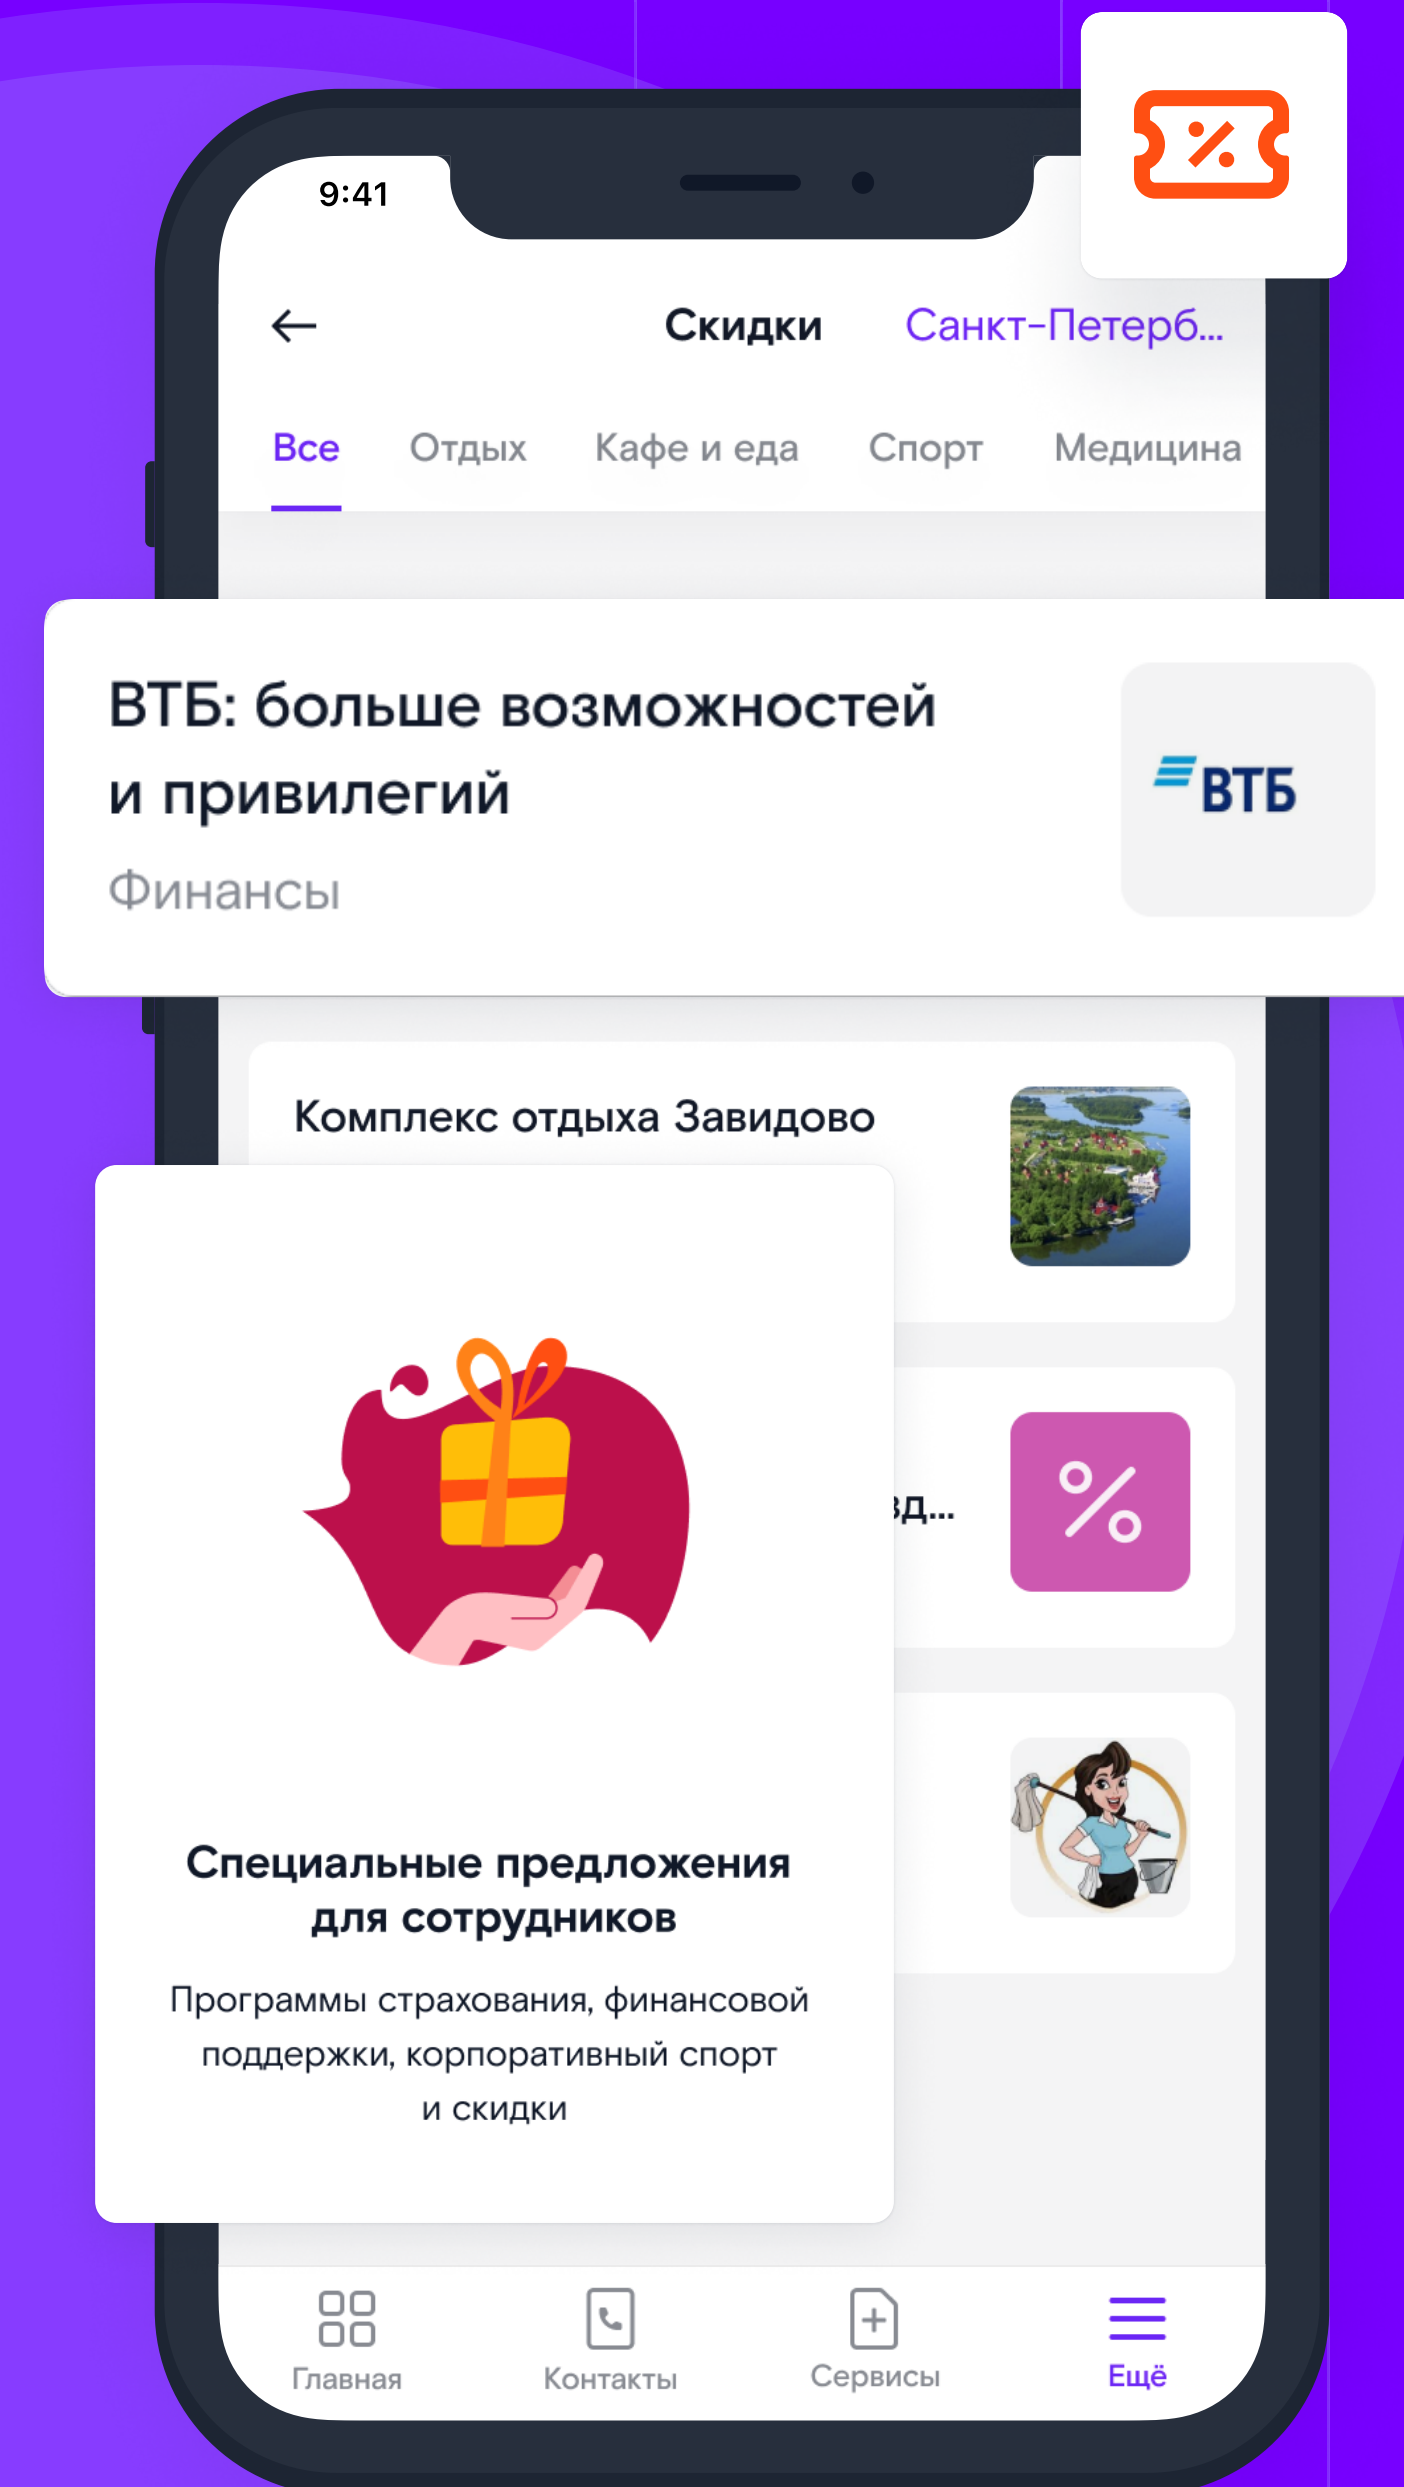 9:41
Скидки
Санкт-Петерб...
Все Отдых Кафе и еда Спорт Медицина
ВТБ: больше возможностей
и привилегий
Финансы
ВТБ
Комплекс отдыха Завидово
Специальные предложения
для сотрудников
Программы страхования, финансовой
поддержки, корпоративный спорт
и скидки
Главная Контакты Сервисы Ещё